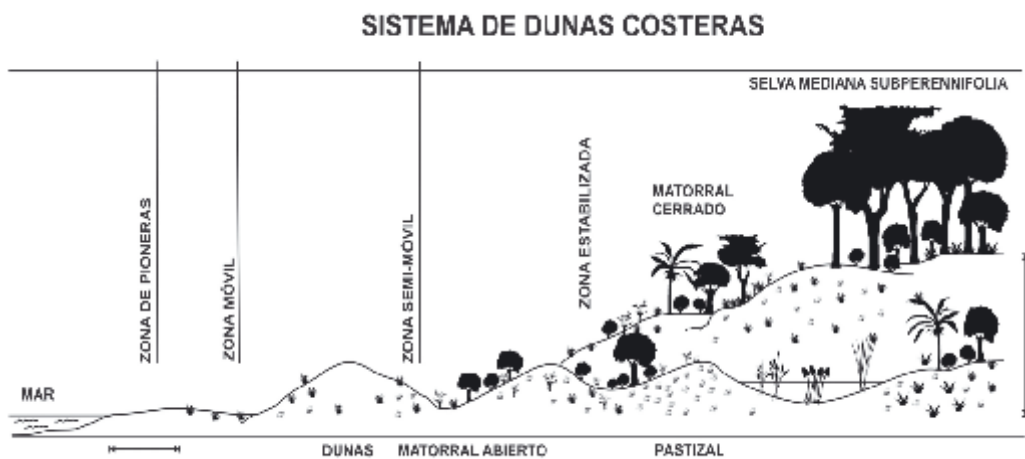 SISTEMA DE DUNAS COSTERAS
SELVA MEDIANA SUBPERENNIFOLIA
ZONA DE PIONERAS
ZONA MÓVIL
ZONA SEMI-MÓVIL
ZONA ESTABILIZADA
MATORRAL
CERRADO
MAR
DUNAS
MATORRAL ABIERTO
PASTIZAL